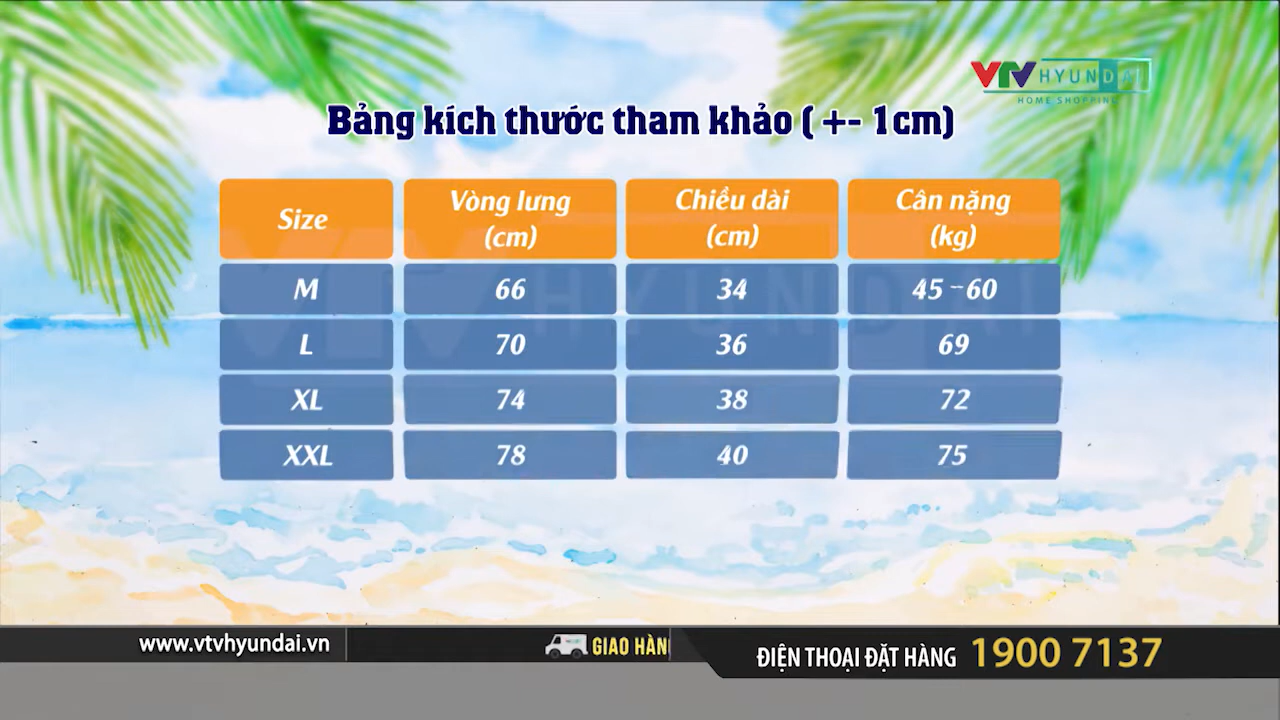 VTV HYUNDAI
HOME SHOPPING
Bảng kích thước tham khảo ( +- 1cm)
Size
Vòng lưng
(cm)
Chiều dài
(cm)
Cân nặng
(kg)
M 66 34 45 - 60
L 70 36 69
XL 74 38 72
XXL 78 40 75
VTV HYUNDAI
www.vtvhyundai.vn
GIAO HÀN
ĐIỆN THOẠI ĐẶT HÀNG 1900 7137